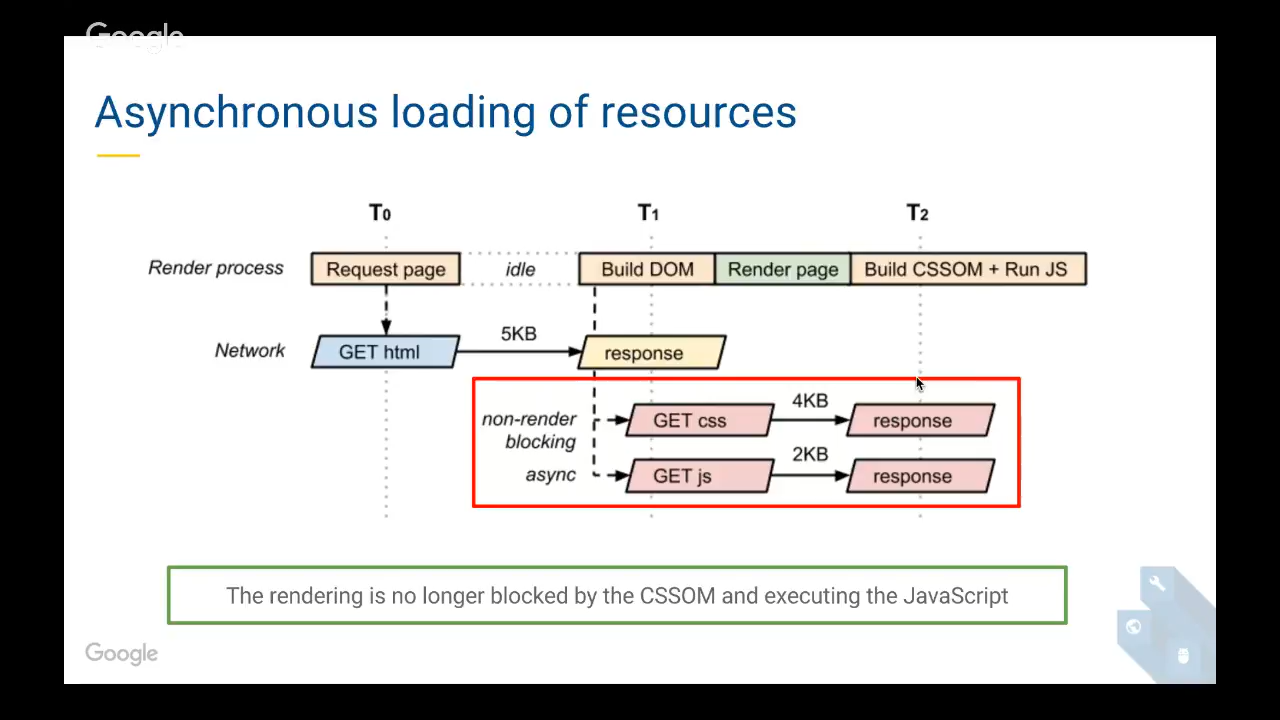 Google
Asynchronous loading of resources
T0 T1 T2
Render process Request page idle Build DOM Render page Build CSSOM + Run JS
Network GET html 5KB response
non-render blocking GET css 4KB response
async GET js 2KB response
The rendering is no longer blocked by the CSSOM and executing the JavaScript
Google